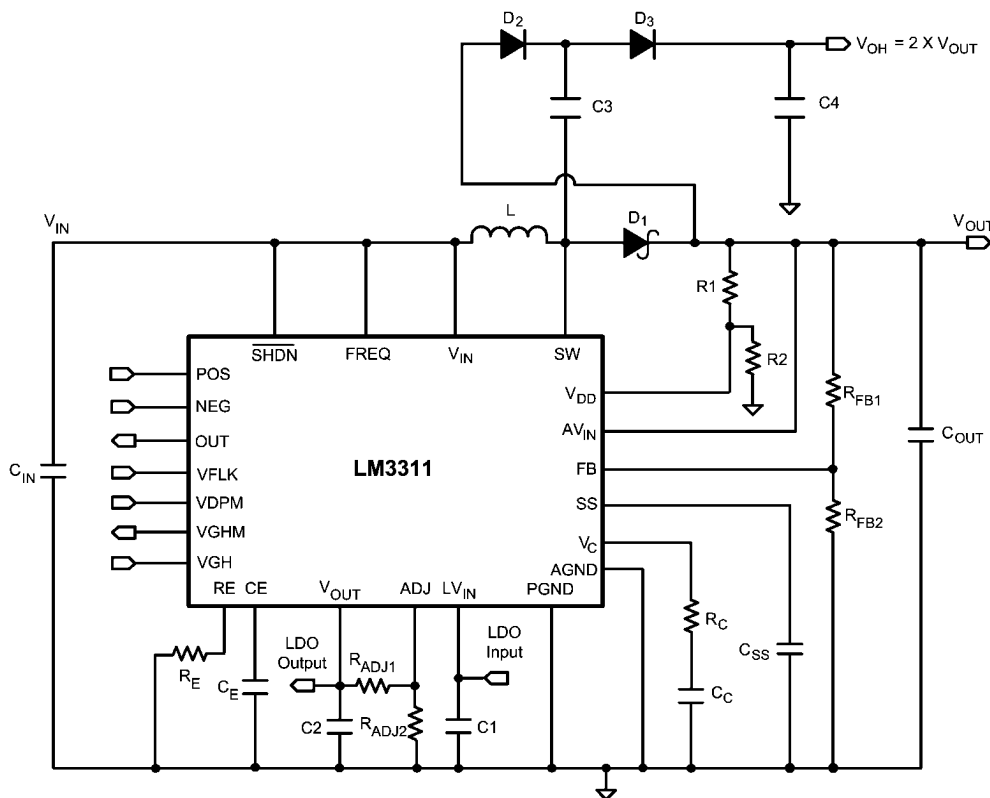 D2
D3
VOH = 2 X VOUT
C3
C4
VIN
L
D1
VOUT
R1
SHDN
FREQ
VIN
SW
R2
POS
VDD
RFB1
NEG
AVIN
OUT
COUT
CIN
VFLK
LM3311
FB
VDPM
SS
RFB2
VGHM
VC
VGH
AGND
RE
CE
VOUT
ADJ
LVIN
PGND
LDO
Output
RADJ1
LDO
Input
RC
CSS
RE
CE
C2
RADJ2
C1
CC